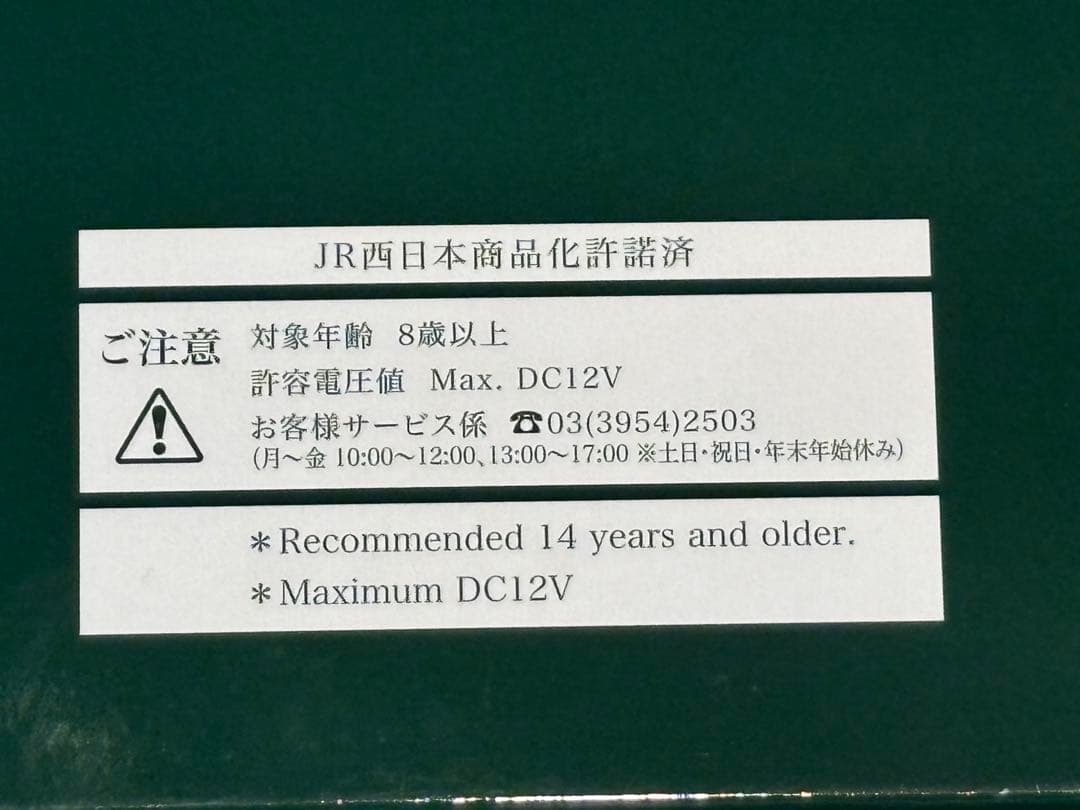 JR西日本商品化許諾済
ご注意
対象年齢 8歳以上
許容電圧値 Max. DC12V
お客様サービス係 ☎03(3954)2503
(月～金 10:00～12:00、13:00～17:00 ※土日・祝日・年末年始休み)
*Recommended 14 years and older.
*Maximum DC12V